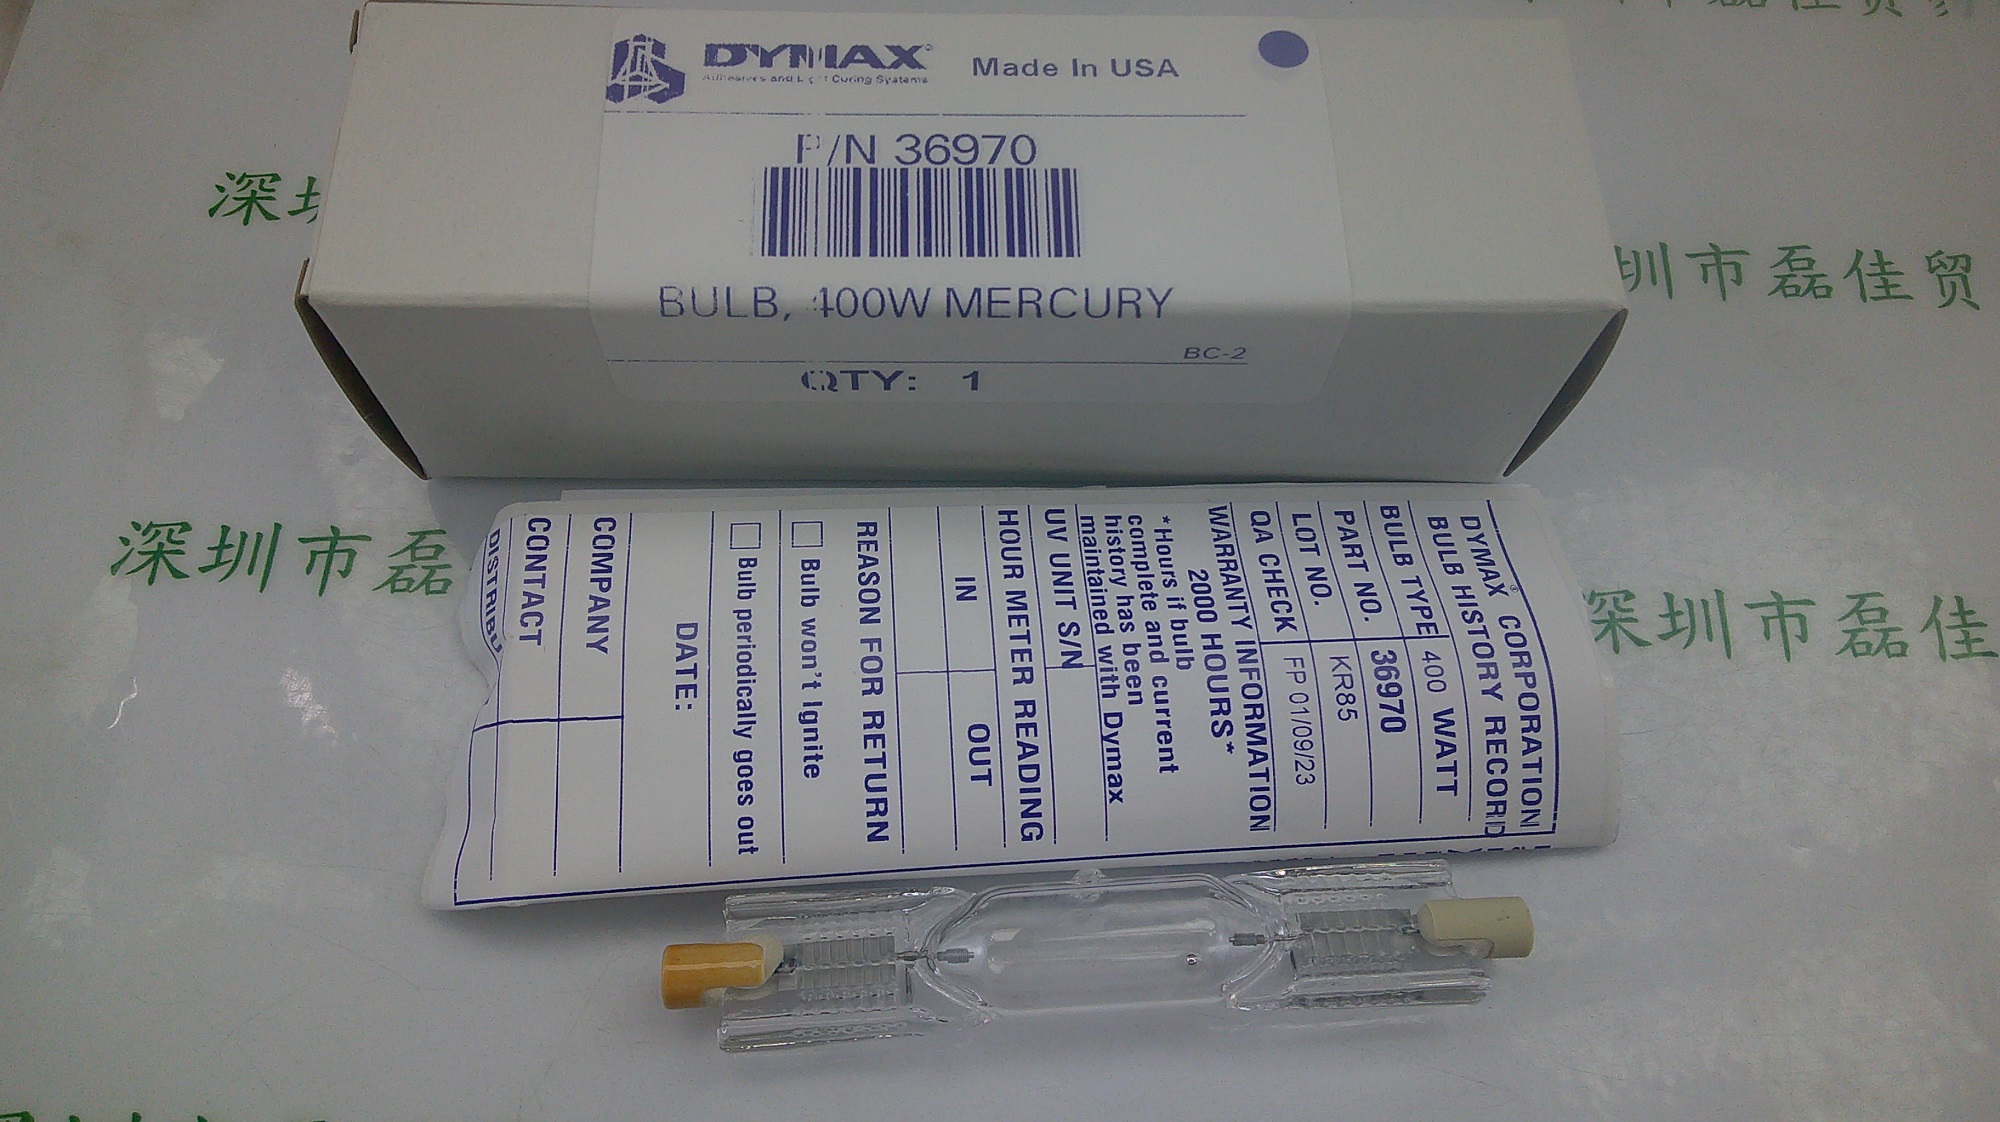 DYMAX®
Adhesives and Light Curing Systems
Made In USA
P/N 36970
BULB, 400W MERCURY
BC-2
QTY: 1
DYMAX® CORPORATION
BULB HISTORY RECORD
BULB TYPE 400 WATT
PART NO. 36970
LOT NO. KR85
QA CHECK FP 01/09/23
WARRANTY INFORMATION
2000 HOURS*
*Hours if bulb
complete and current
history has been
maintained with Dymax
UV UNIT S/N
HOUR METER READING
IN OUT
REASON FOR RETURN
Bulb won't Ignite
Bulb periodically goes out
DATE:
COMPANY
CONTACT
DISTRIBU
深圳
圳市磊佳贸
深圳市磊
深圳市磊佳